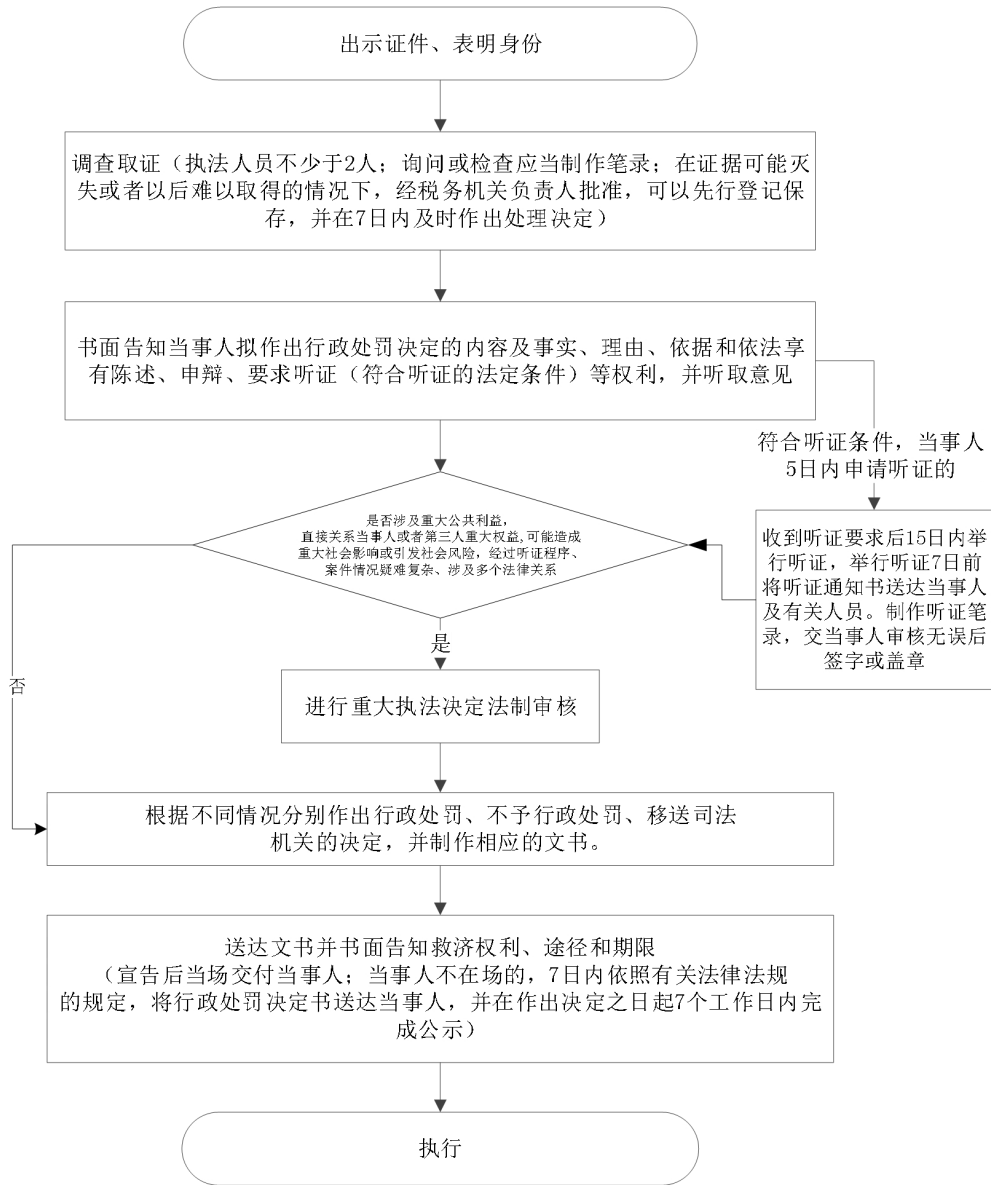 出示证件、表明身份
调查取证（执法人员不少于2人；询问或检查应当制作笔录；在证据可能灭
失或者以后难以取得的情况下，经税务机关负责人批准，可以先行登记保
存，并在7日内及时作出处理决定）
书面告知当事人拟作出行政处罚决定的内容及事实、理由、依据和依法享
有陈述、申辩、要求听证（符合听证的法定条件）等权利，并听取意见
符合听证条件，当事人
5日内申请听证的
收到听证要求后15日内举
行听证，举行听证7日前
将听证通知书送达当事人
及有关人员。制作听证笔
录，交当事人审核无误后
签字或盖章
是否涉及重大公共利益，
直接关系当事人或者第三人重大权益,可能造成
重大社会影响或引发社会风险，经过听证程序、
案件情况疑难复杂、涉及多个法律关系
是
否
进行重大执法决定法制审核
根据不同情况分别作出行政处罚、不予行政处罚、移送司法
机关的决定，并制作相应的文书。
送达文书并书面告知救济权利、途径和期限
（宣告后当场交付当事人；当事人不在场的，7日内依照有关法律法规
的规定，将行政处罚决定书送达当事人，并在作出决定之日起7个工作日内完
成公示）
执行